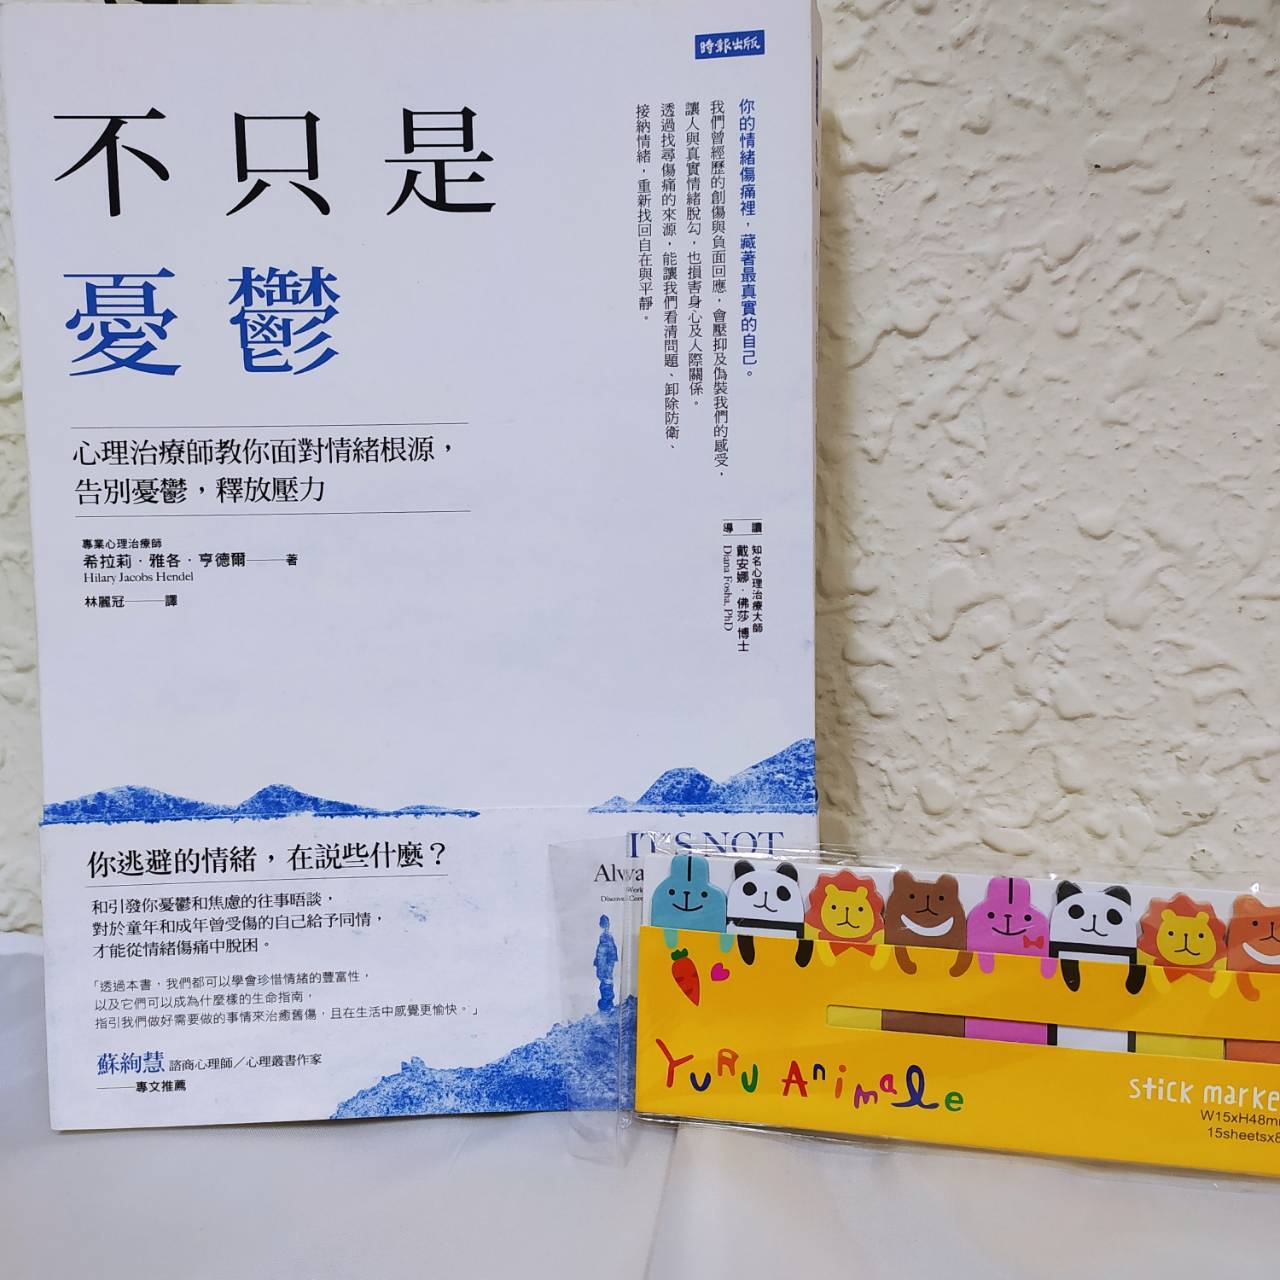 時報出版
不只是
憂鬱
心理治療師教你面對情緒根源，
告別憂鬱，釋放壓力
專業心理治療師
希拉莉．雅各．亨德爾——著
Hilary Jacobs Hendel
林麗冠——譯
你的情緒傷痛裡，藏著最真實的自己。
我們曾經歷的創傷與負面回應，會壓抑及偽裝我們的感受，
讓人與真實情緒脫勾，也損害身心及人際關係。
透過找尋傷痛的來源，能讓我們看清問題、卸除防衛、
接納情緒，重新找回自在與平靜。
導讀
知名心理治療大師
戴安娜．佛莎 博士
Diana Fosha, PhD
你逃避的情緒，在説些什麼？
和引發你憂鬱和焦慮的往事晤談，
對於童年和成年曾受傷的自己給予同情，
才能從情緒傷痛中脫困。
「透過本書，我們都可以學會珍惜情緒的豐富性，
以及它們可以成為什麼樣的生命指南，
指引我們做好需要做的事情來治癒舊傷，且在生活中感覺更愉快。」
蘇絢慧 諮商心理師／心理叢書作家
——專文推薦
IT'S NOT
Alwa
YURU Animale
stick marke
W15xH48m
15sheetsx8